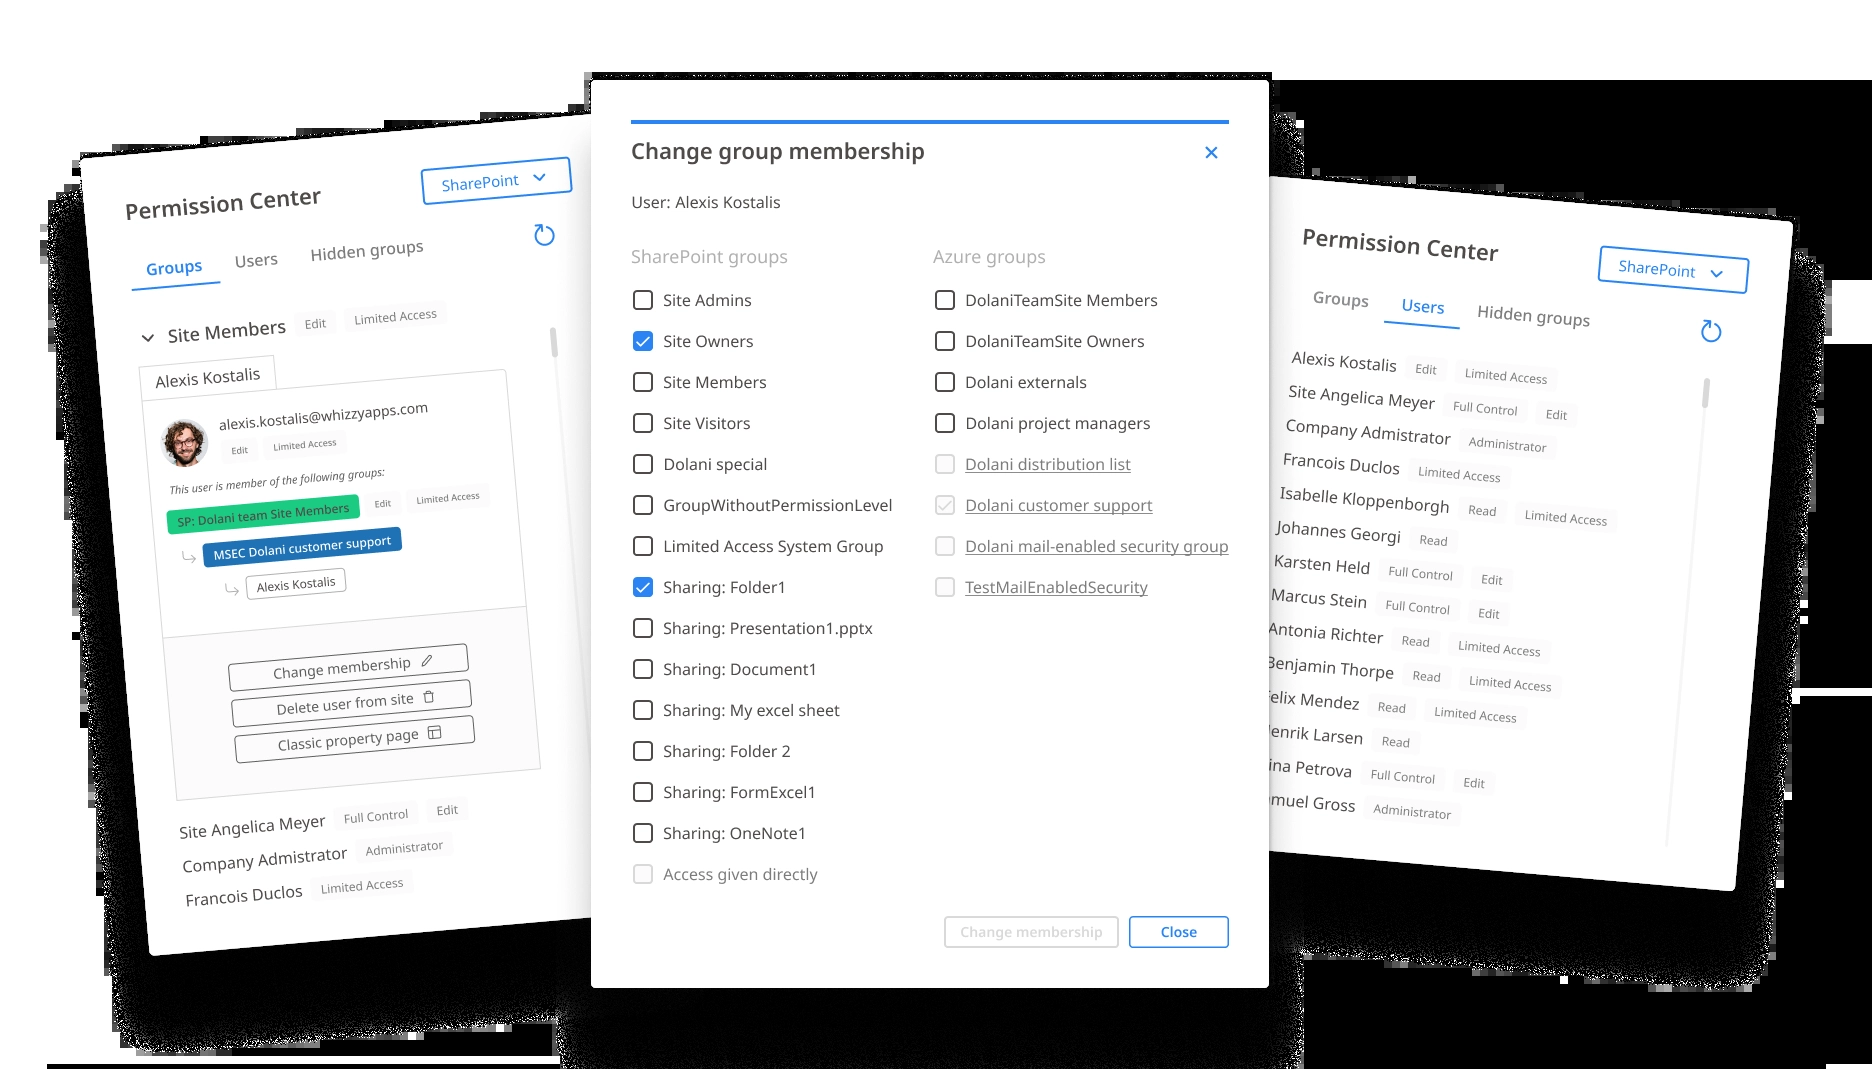 Permission Center
SharePoint
Groups Users Hidden groups
Site Members Edit Limited Access
Alexis Kostalis
alexis.kostalis@whizzyapps.com
Edit Limited Access
This user is member of the following groups:
SP: Dolani team Site Members Edit Limited Access
MSEC Dolani customer support
Alexis Kostalis
Change membership
Delete user from site
Classic property page
Site Angelica Meyer Full Control Edit
Company Admistrator Administrator
Francois Duclos Limited Access
Change group membership
User: Alexis Kostalis
SharePoint groups
Site Admins
Site Owners
Site Members
Site Visitors
Dolani special
GroupWithoutPermissionLevel
Limited Access System Group
Sharing: Folder1
Sharing: Presentation1.pptx
Sharing: Document1
Sharing: My excel sheet
Sharing: Folder 2
Sharing: FormExcel1
Sharing: OneNote1
Access given directly
Azure groups
DolaniTeamSite Members
DolaniTeamSite Owners
Dolani externals
Dolani project managers
Dolani distribution list
Dolani customer support
Dolani mail-enabled security group
TestMailEnabledSecurity
Change membership Close
Permission Center
SharePoint
Groups Users Hidden groups
Alexis Kostalis Edit Limited Access
Site Angelica Meyer Full Control Edit
Company Admistrator Administrator
Francois Duclos Limited Access
Isabelle Kloppenborgh Read Limited Access
Johannes Georgi Read
Karsten Held Full Control Edit
Marcus Stein Full Control Edit
Antonia Richter Read Limited Access
Benjamin Thorpe Read Limited Access
Mendez Read Limited Access
Larsen Read
Petrova Full Control Edit
Gross Administrator